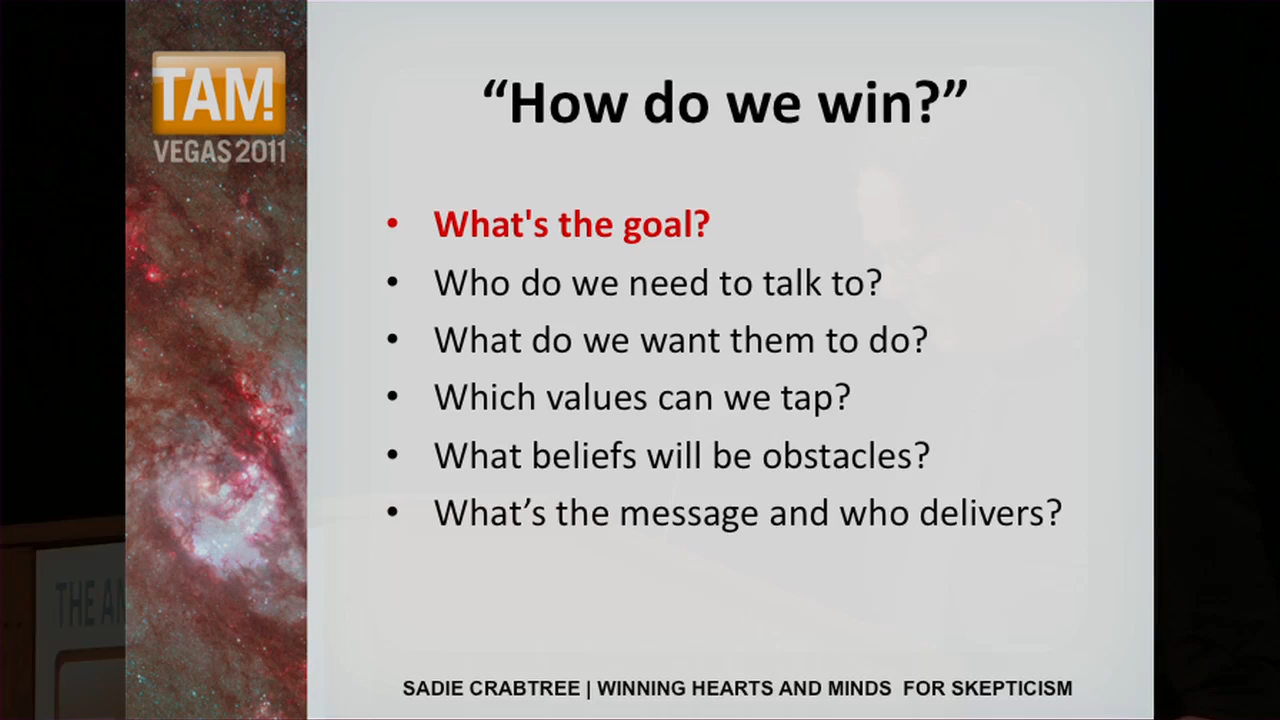 TAM!
VEGAS 2011
“How do we win?”
• What's the goal?
• Who do we need to talk to?
• What do we want them to do?
• Which values can we tap?
• What beliefs will be obstacles?
• What’s the message and who delivers?
THE
SADIE CRABTREE | WINNING HEARTS AND MINDS FOR SKEPTICISM